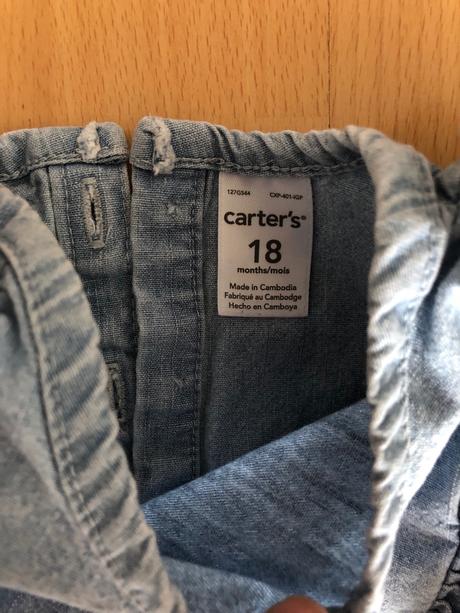 127G544 CXP-401-IGP
carter's®
18
months/mois
Made in Cambodia
Fabriqué au Cambodge
Hecho en Camboya